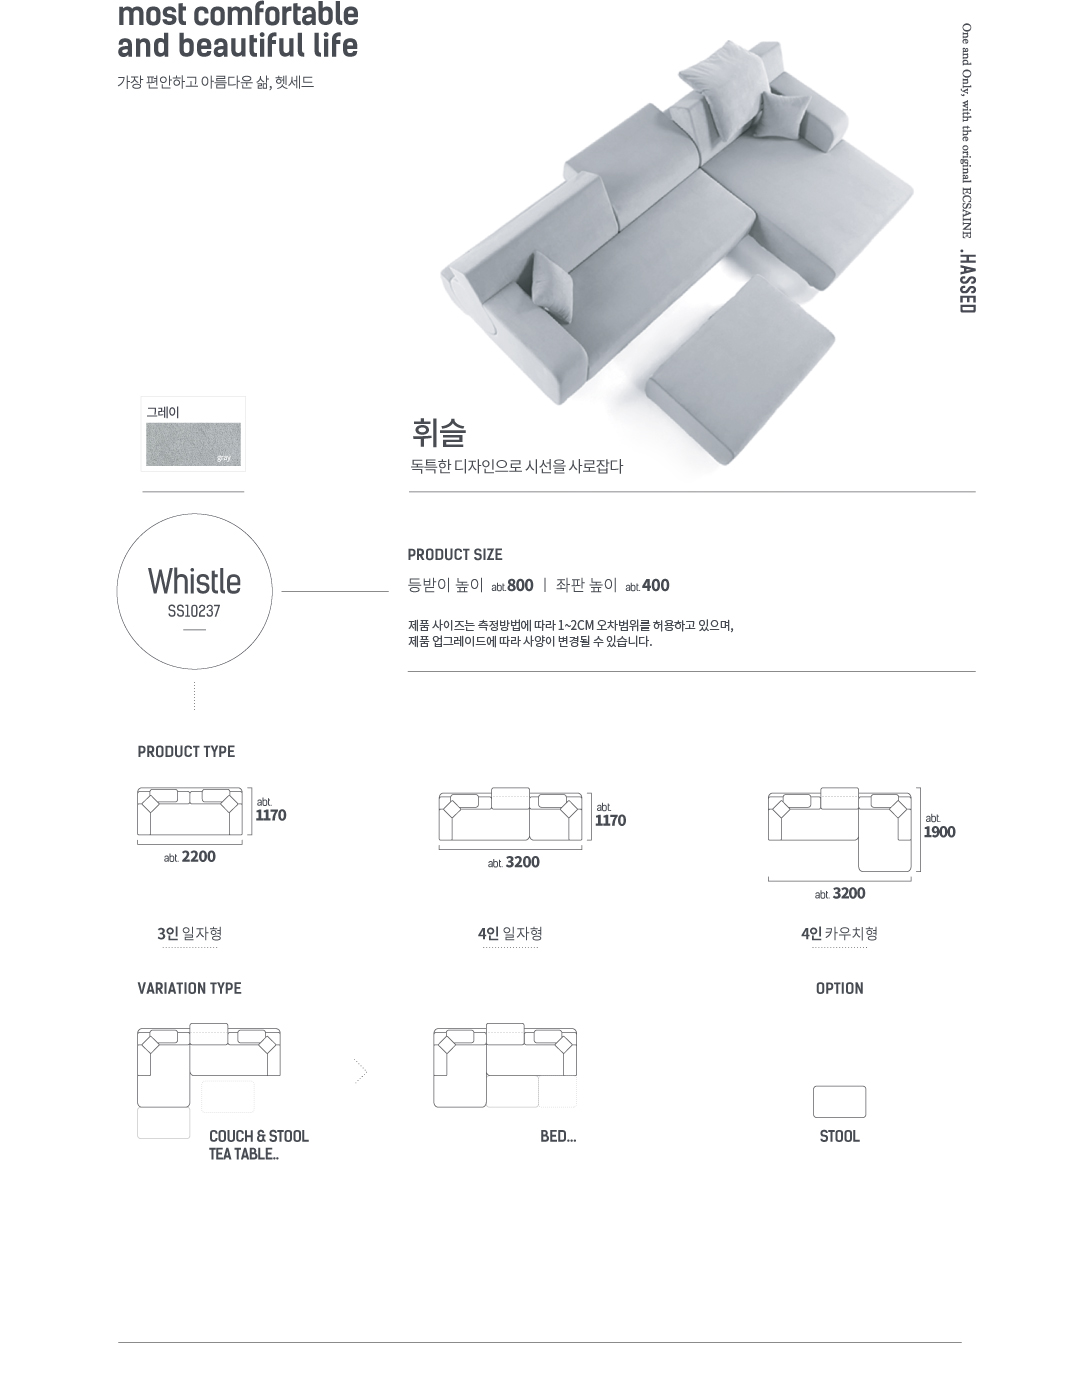 most comfortable
and beautiful life
가장 편안하고 아름다운 삶, 헷세드
One and Only, with the original ECSAINE .HASSED
그레이
gray
휘슬
독특한 디자인으로 시선을 사로잡다
Whistle
SS10237
PRODUCT SIZE
등받이 높이 abt.800 | 좌판 높이 abt.400
제품 사이즈는 측정방법에 따라 1~2CM 오차범위를 허용하고 있으며,
제품 업그레이드에 따라 사양이 변경될 수 있습니다.
PRODUCT TYPE
abt.
1170
abt. 2200
3인 일자형
abt.
1170
abt. 3200
4인 일자형
abt.
1900
abt. 3200
4인 카우치형
VARIATION TYPE
COUCH & STOOL
TEA TABLE..
BED...
OPTION
STOOL